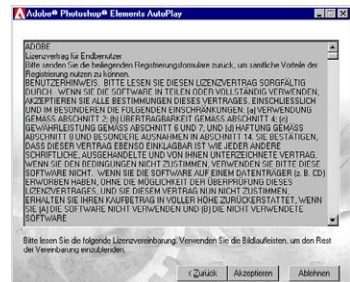 Adobe® Photoshop® Elements AutoPlay
ADOBE
Lizenzvertrag für Endbenutzer
Bitte senden Sie die beiliegenden Registrierungsformulare zurück, um sämtliche Vorteile der
Registrierung nutzen zu können.
BENUTZERHINWEIS: BITTE LESEN SIE DIESEN LIZENZVERTRAG SORGFÄLTIG
DURCH. WENN SIE DIE SOFTWARE IN TEILEN ODER VOLLSTÄNDIG VERWENDEN,
AKZEPTIEREN SIE ALLE BESTIMMUNGEN DIESES VERTRAGES, EINSCHLIESSLICH
UND IM BESONDEREN DIE FOLGENDEN EINSCHRÄNKUNGEN: (a) VERWENDUNG
GEMÄSS ABSCHNITT 2; (b) ÜBERTRAGBARKEIT GEMÄSS ABSCHNITT 4; (c)
GEWÄHRLEISTUNG GEMÄSS ABSCHNITT 6 UND 7; UND (d) HAFTUNG GEMÄSS
ABSCHNITT 8 UND BESONDERE AUSNAHMEN IN ABSCHNITT 14. SIE BESTÄTIGEN,
DASS DIESER VERTRAG EBENSO EINKLAGBAR IST WIE JEDER ANDERE
SCHRIFTLICHE, AUSGEHANDELTE UND VON IHNEN UNTERZEICHNETE VERTRAG.
WENN SIE DEN BEDINGUNGEN NICHT ZUSTIMMEN, VERWENDEN SIE BITTE DIESE
SOFTWARE NICHT. WENN SIE DIE SOFTWARE AUF EINEM DATENTRÄGER (z. B. CD)
ERWORBEN HABEN, OHNE DIE MÖGLICHKEIT DER ÜBERPRÜFUNG DIESES
LIZENZVERTRAGES, UND SIE DIESEM VERTRAG NUN NICHT ZUSTIMMEN,
ERHALTEN SIE IHREN KAUFBETRAG IN VOLLER HÖHE ZURÜCKERSTATTET, WENN
SIE (A) DIE SOFTWARE NICHT VERWENDEN UND (B) DIE NICHT VERWENDETE
SOFTWARE
Bitte lesen Sie die folgende Lizenzvereinbarung. Verwenden Sie die Bildlaufleisten, um den Rest
der Vereinbarung einzublenden.
< Zurück Akzeptieren Ablehnen